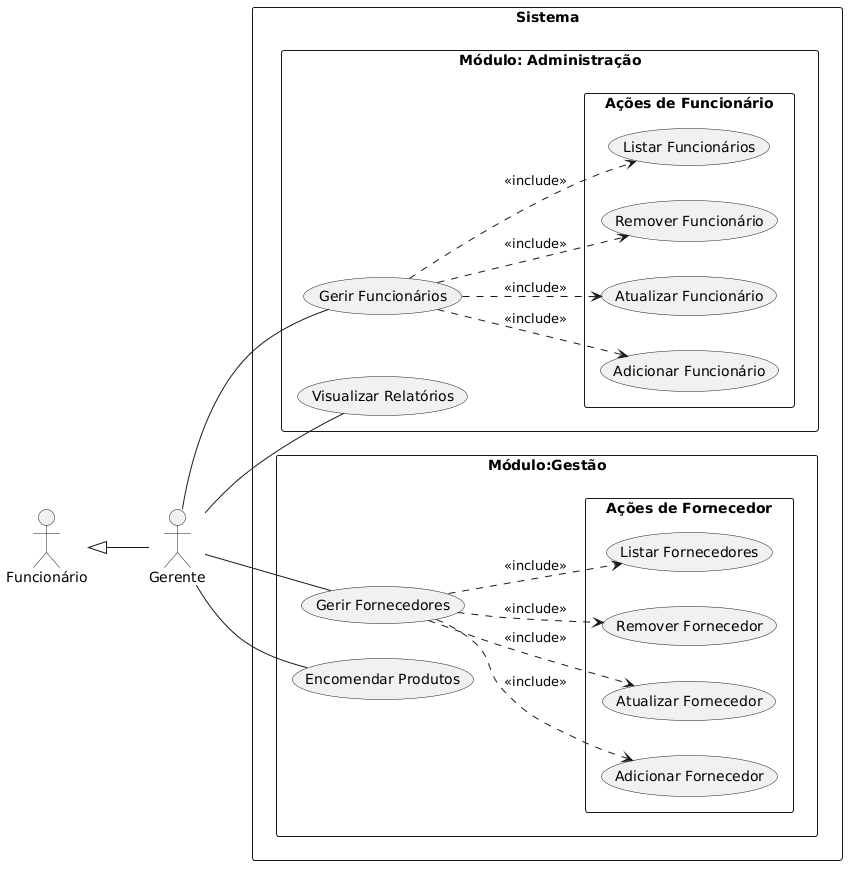 Sistema
Módulo: Administração
Ações de Funcionário
Listar Funcionários
«include»
Remover Funcionário
«include»
«include»
Gerir Funcionários
Atualizar Funcionário
«include»
Adicionar Funcionário
Visualizar Relatórios
Módulo:Gestão
Ações de Fornecedor
Listar Fornecedores
«include»
Funcionário
Gerente
Gerir Fornecedores
«include»
Remover Fornecedor
«include»
Encomendar Produtos
«include»
Atualizar Fornecedor
Adicionar Fornecedor